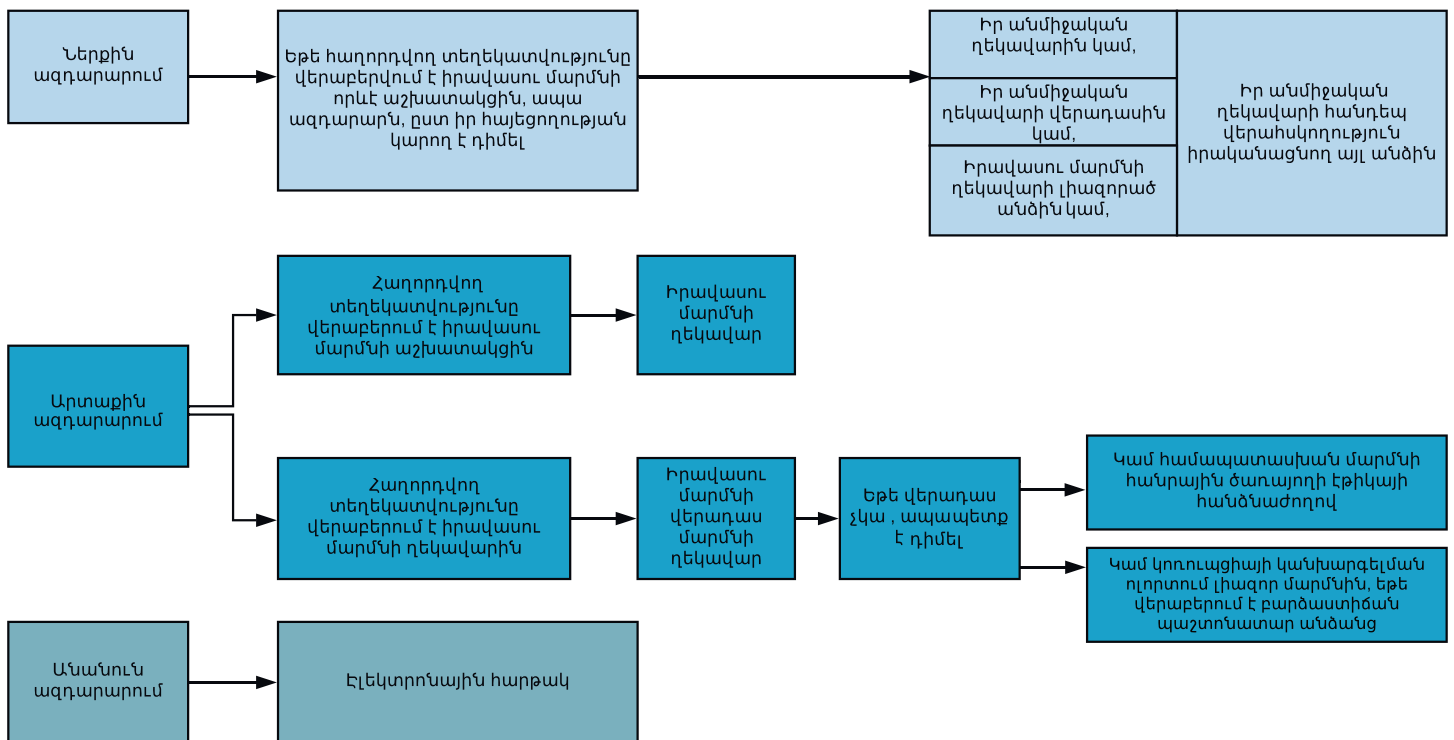 Ներքին
ազդարարում
Եթե հաղորդվող տեղեկատվությունը
վերաբերվում է իրավասու մարմնի
որևէ աշխատակցին, ապա
ազդարարն, ըստ իր հայեցողության
կարող է դիմել
Իր անմիջական
ղեկավարին կամ,
Իր անմիջական
ղեկավարի վերադասին
կամ,
Իրավասու մարմնի
ղեկավարի լիազորած
անձին կամ,
Իր անմիջական
ղեկավարի հանդեպ
վերահսկողություն
իրականացնող այլ անձին
Արտաքին
ազդարարում
Հաղորդվող
տեղեկատվությունը
վերաբերում է իրավասու
մարմնի աշխատակցին
Իրավասու
մարմնի
ղեկավար
Հաղորդվող
տեղեկատվությունը
վերաբերում է իրավասու
մարմնի ղեկավարին
Իրավասու
մարմնի
վերադաս
մարմնի
ղեկավար
Եթե վերադաս
չկա , ապապետք
է դիմել
Կամ համապատասխան մարմնի
հանրային ծառայողի էթիկայի
հանձնաժողով
Կամ կոռուպցիայի կանխարգելման
ոլորտում լիազոր մարմնին, եթե
վերաբերում է բարձաստիճան
պաշտոնատար անձանց
Անանուն
ազդարարում
Էլեկտրոնային հարթակ